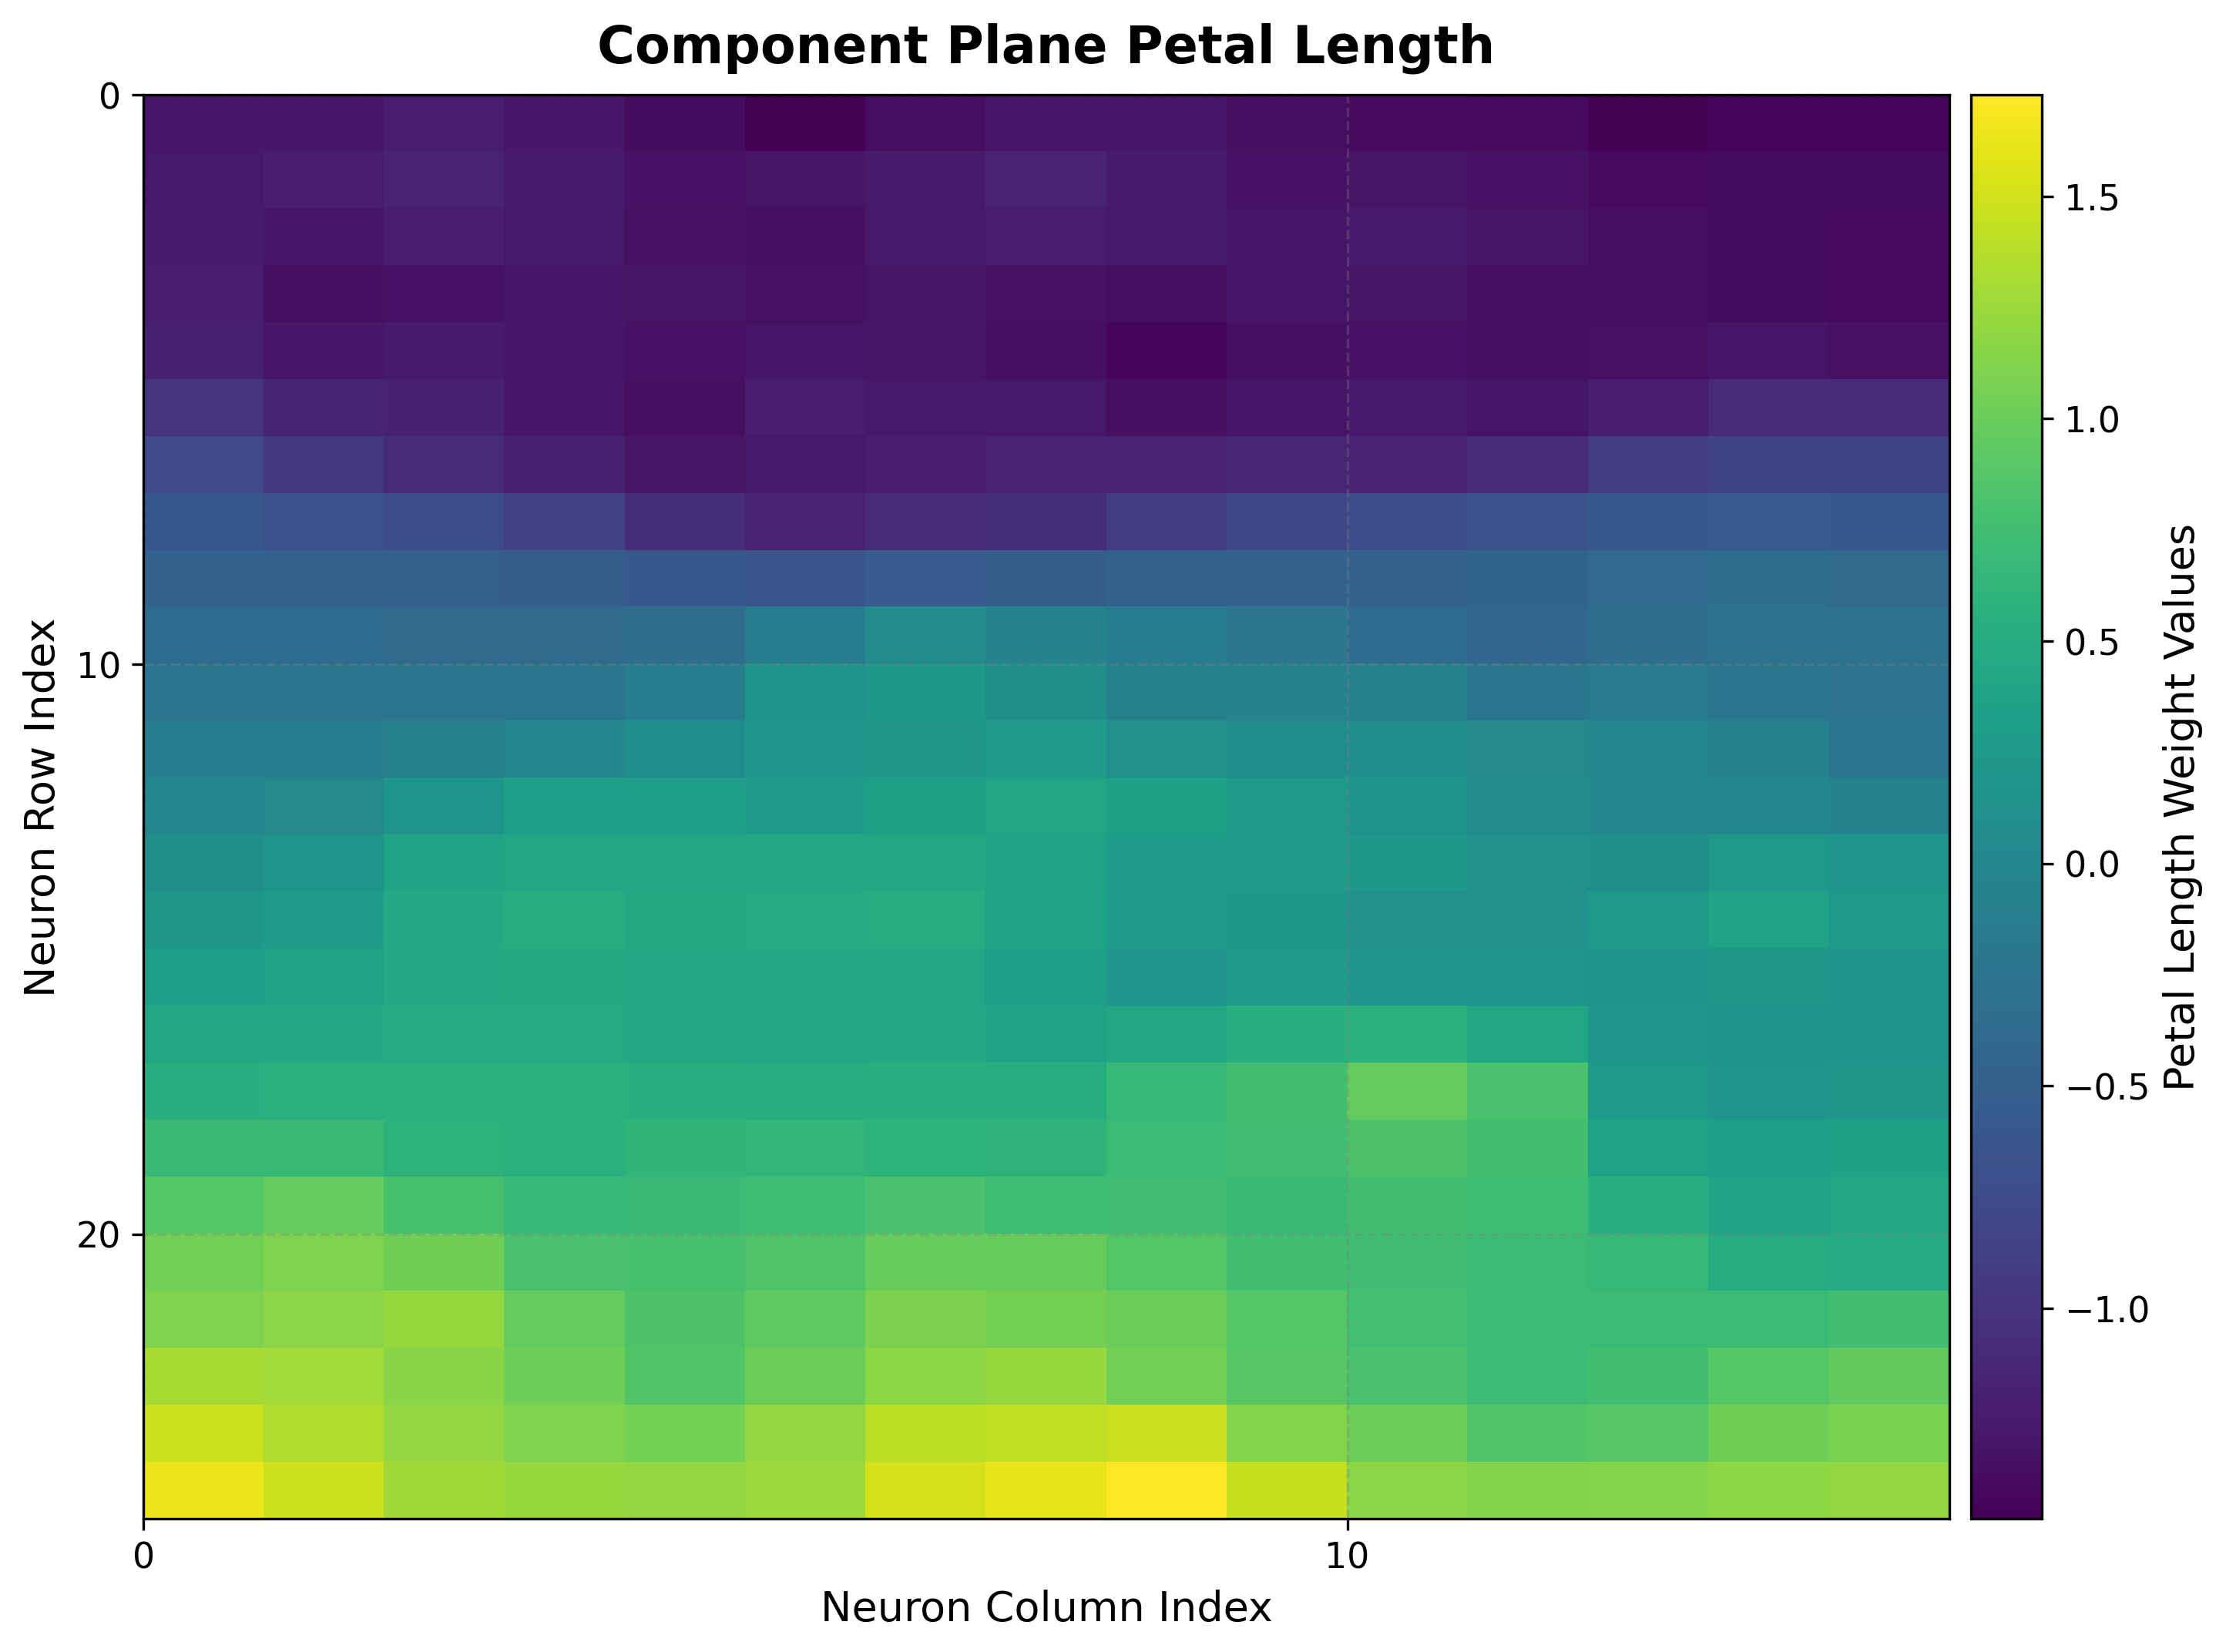 Component Plane Petal Length
0
10
20
Neuron Row Index
0
10
Neuron Column Index
1.5
1.0
0.5
0.0
−0.5
−1.0
Petal Length Weight Values